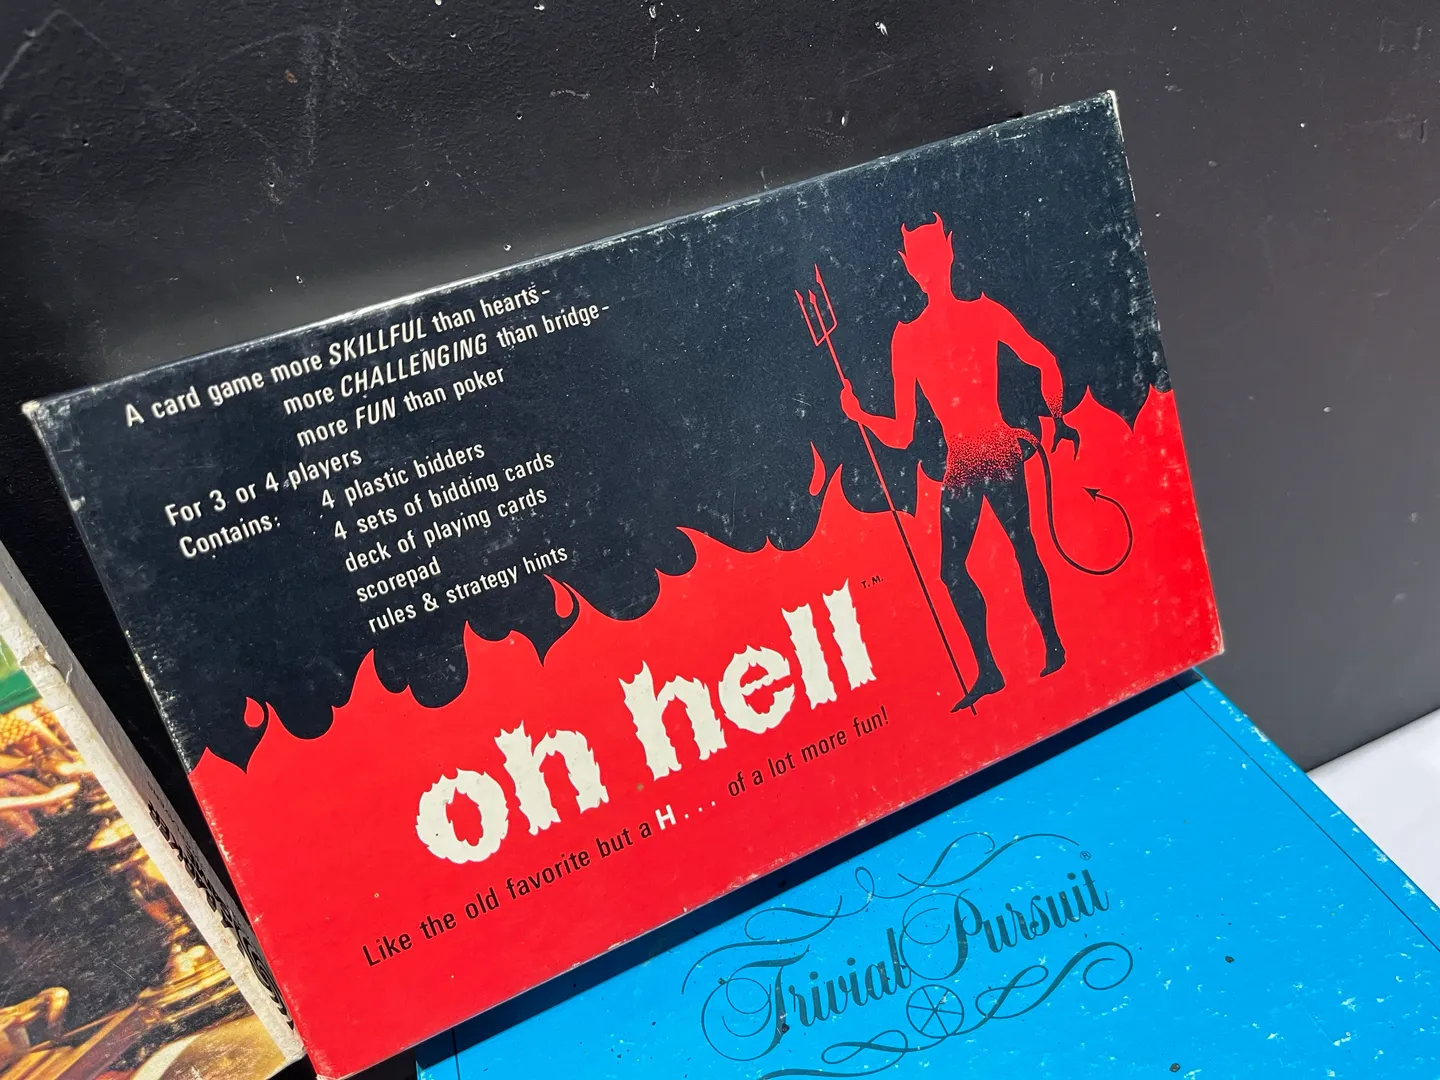 A card game more SKILLFUL than hearts-
more CHALLENGING than bridge-
more FUN than poker
For 3 or 4 players
Contains: 4 plastic bidders
4 sets of bidding cards
deck of playing cards
scorepad
rules & strategy hints
oh hell T.M.
Like the old favorite but a H... of a lot more fun!
Trivial Pursuit®